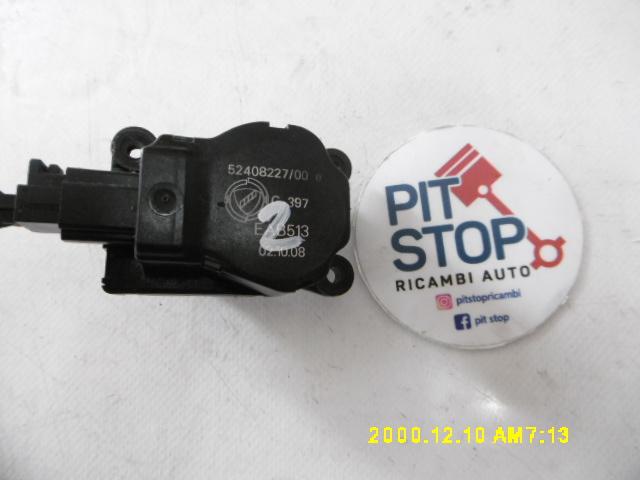 52408227/00
397
02.10.08
2
PIT
STOP
RICAMBI AUTO
pitstopricambi
pit stop
2000.12.10 AM7:13